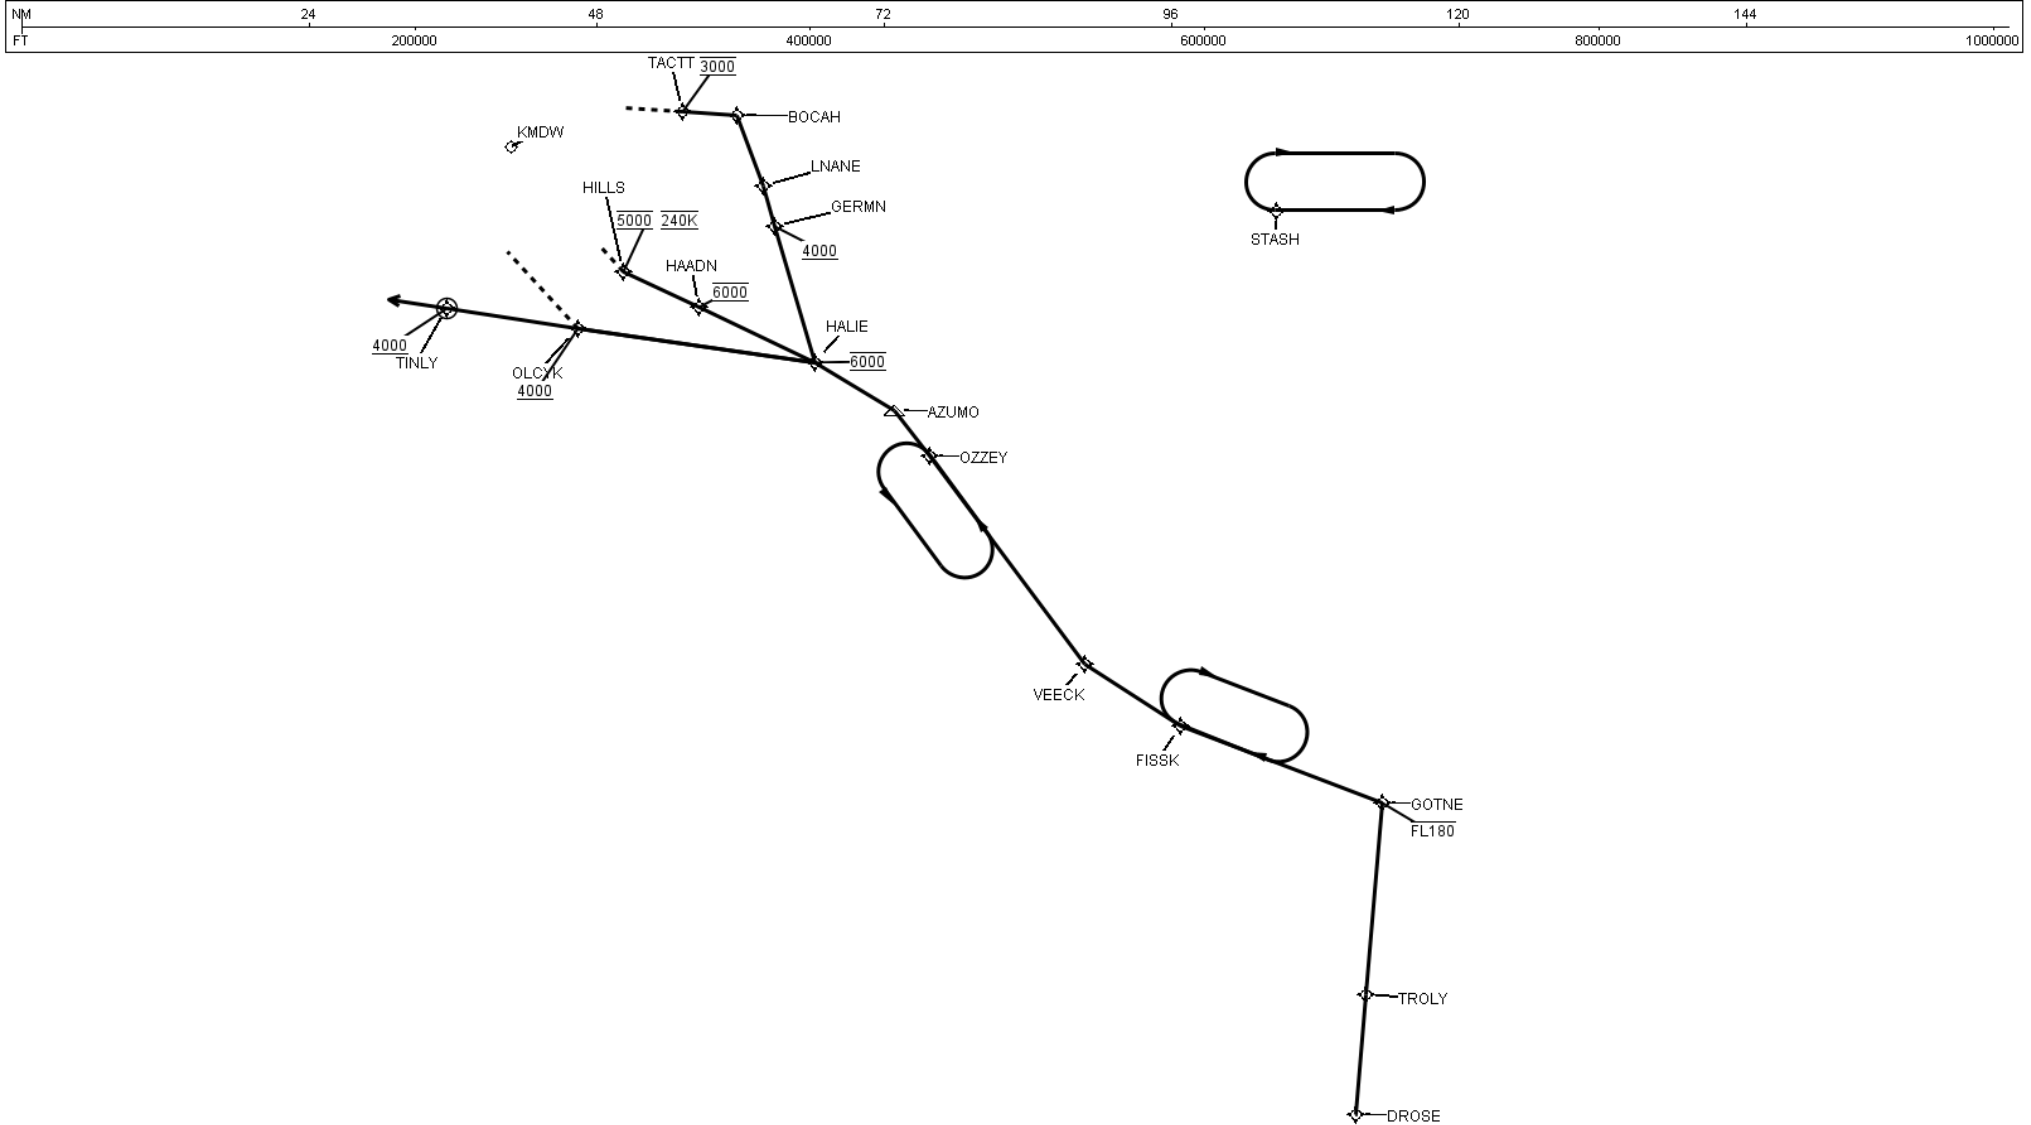 NM 24 48 72 96 120 144
FT 200000 400000 600000 800000 1000000
TACTT 3000
BOCAH
KMDW
LNANE
HILLS
GERMN
5000 240K
STASH
4000
HAADN
6000
HALIE
4000
6000
TINLY
OLCYK
4000
AZUMO
OZZEY
VEECK
FISSK
GOTNE
FL180
TROLY
DROSE